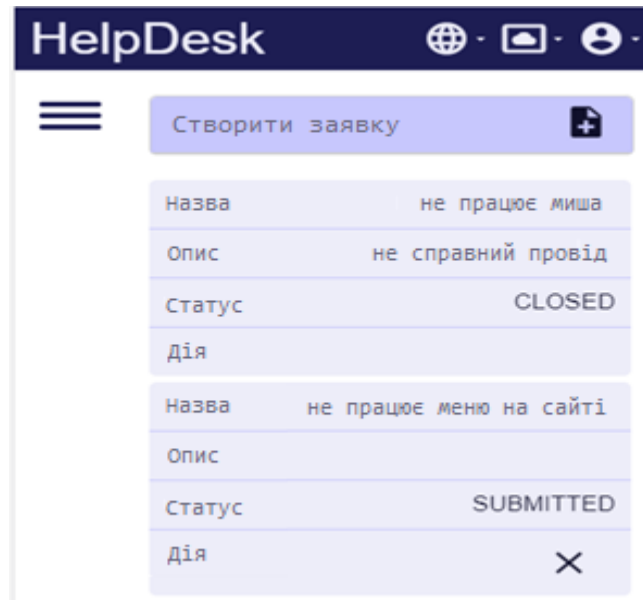 HelpDesk
Створити заявку
Назва не працює миша
Опис не справний провід
Статус CLOSED
Дія
Назва не працює меню на сайті
Опис
Статус SUBMITTED
Дія